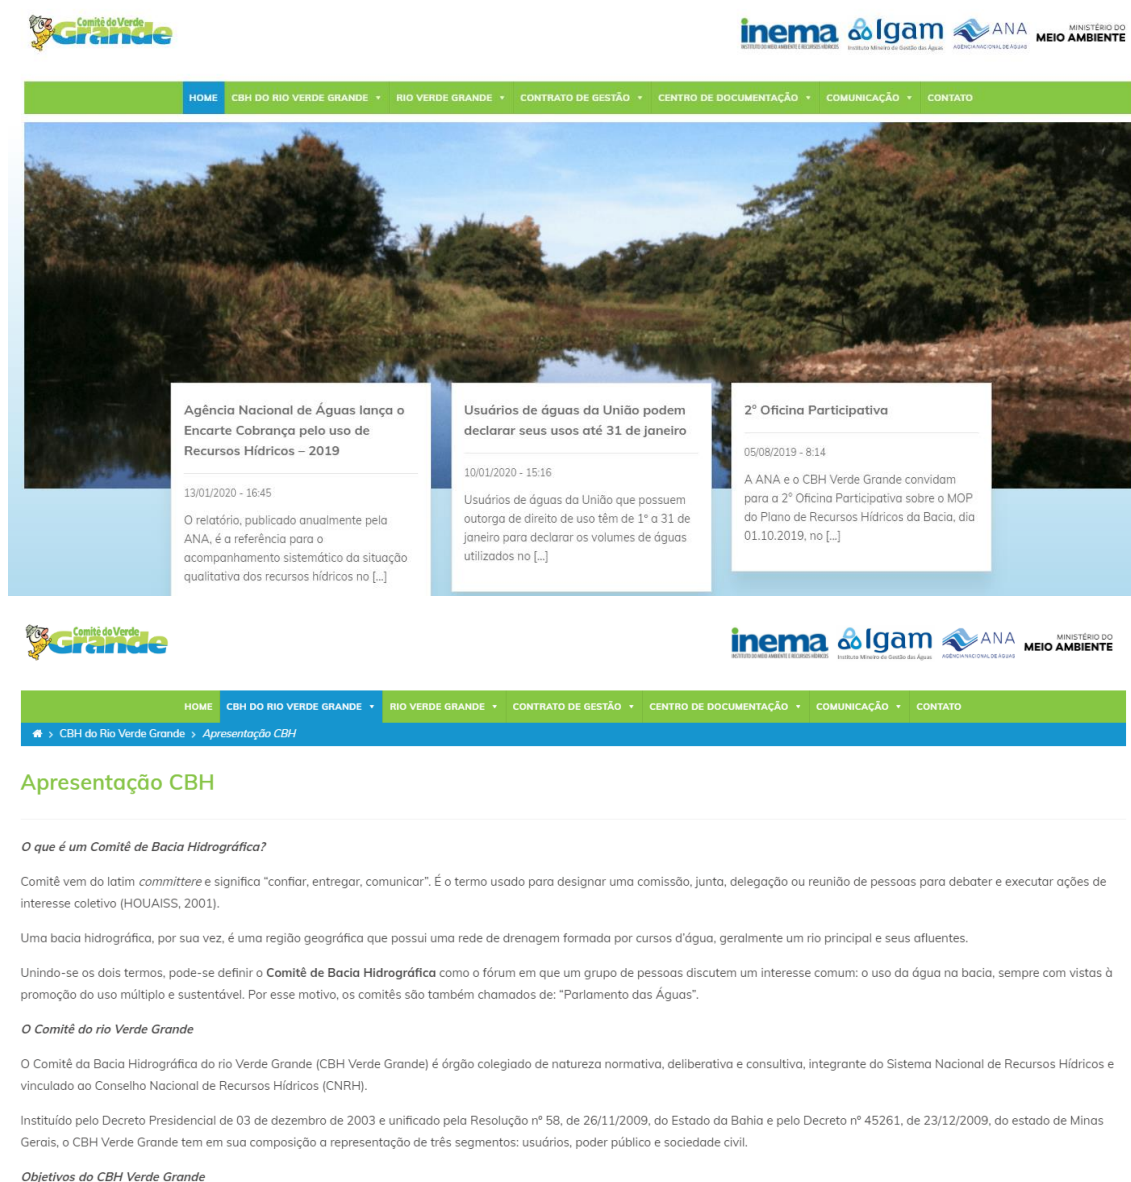 Comitê do Verde
Grande
inema
INSTITUTO DO MEIO AMBIENTE E RECURSOS HÍDRICOS
Igam
Instituto Mineiro de Gestão das Águas
ANA
AGÊNCIA NACIONAL DE ÁGUAS
MINISTÉRIO DO
MEIO AMBIENTE
HOME CBH DO RIO VERDE GRANDE RIO VERDE GRANDE CONTRATO DE GESTÃO CENTRO DE DOCUMENTAÇÃO COMUNICAÇÃO CONTATO
Agência Nacional de Águas lança o
Encarte Cobrança pelo uso de
Recursos Hídricos – 2019
13/01/2020 - 16:45
O relatório, publicado anualmente pela
ANA, é a referência para o
acompanhamento sistemático da situação
qualitativa dos recursos hídricos no [...]
Usuários de águas da União podem
declarar seus usos até 31 de janeiro
10/01/2020 - 15:16
Usuários de águas da União que possuem
outorga de direito de uso têm de 1° a 31 de
janeiro para declarar os volumes de águas
utilizados no [...]
2° Oficina Participativa
05/08/2019 - 8:14
A ANA e o CBH Verde Grande convidam
para a 2° Oficina Participativa sobre o MOP
do Plano de Recursos Hídricos da Bacia, dia
01.10.2019, no [...]
Comitê do Verde
Grande
inema
INSTITUTO DO MEIO AMBIENTE E RECURSOS HÍDRICOS
Igam
Instituto Mineiro de Gestão das Águas
ANA
AGÊNCIA NACIONAL DE ÁGUAS
MINISTÉRIO DO
MEIO AMBIENTE
HOME CBH DO RIO VERDE GRANDE RIO VERDE GRANDE CONTRATO DE GESTÃO CENTRO DE DOCUMENTAÇÃO COMUNICAÇÃO CONTATO
› CBH do Rio Verde Grande › Apresentação CBH
Apresentação CBH
O que é um Comitê de Bacia Hidrográfica?
Comitê vem do latim committere e significa “confiar, entregar, comunicar”. É o termo usado para designar uma comissão, junta, delegação ou reunião de pessoas para debater e executar ações de
interesse coletivo (HOUAISS, 2001).
Uma bacia hidrográfica, por sua vez, é uma região geográfica que possui uma rede de drenagem formada por cursos d’água, geralmente um rio principal e seus afluentes.
Unindo-se os dois termos, pode-se definir o Comitê de Bacia Hidrográfica como o fórum em que um grupo de pessoas discutem um interesse comum: o uso da água na bacia, sempre com vistas à
promoção do uso múltiplo e sustentável. Por esse motivo, os comitês são também chamados de: “Parlamento das Águas”.
O Comitê do rio Verde Grande
O Comitê da Bacia Hidrográfica do rio Verde Grande (CBH Verde Grande) é órgão colegiado de natureza normativa, deliberativa e consultiva, integrante do Sistema Nacional de Recursos Hídricos e
vinculado ao Conselho Nacional de Recursos Hídricos (CNRH).
Instituído pelo Decreto Presidencial de 03 de dezembro de 2003 e unificado pela Resolução nº 58, de 26/11/2009, do Estado da Bahia e pelo Decreto nº 45261, de 23/12/2009, do estado de Minas
Gerais, o CBH Verde Grande tem em sua composição a representação de três segmentos: usuários, poder público e sociedade civil.
Objetivos do CBH Verde Grande